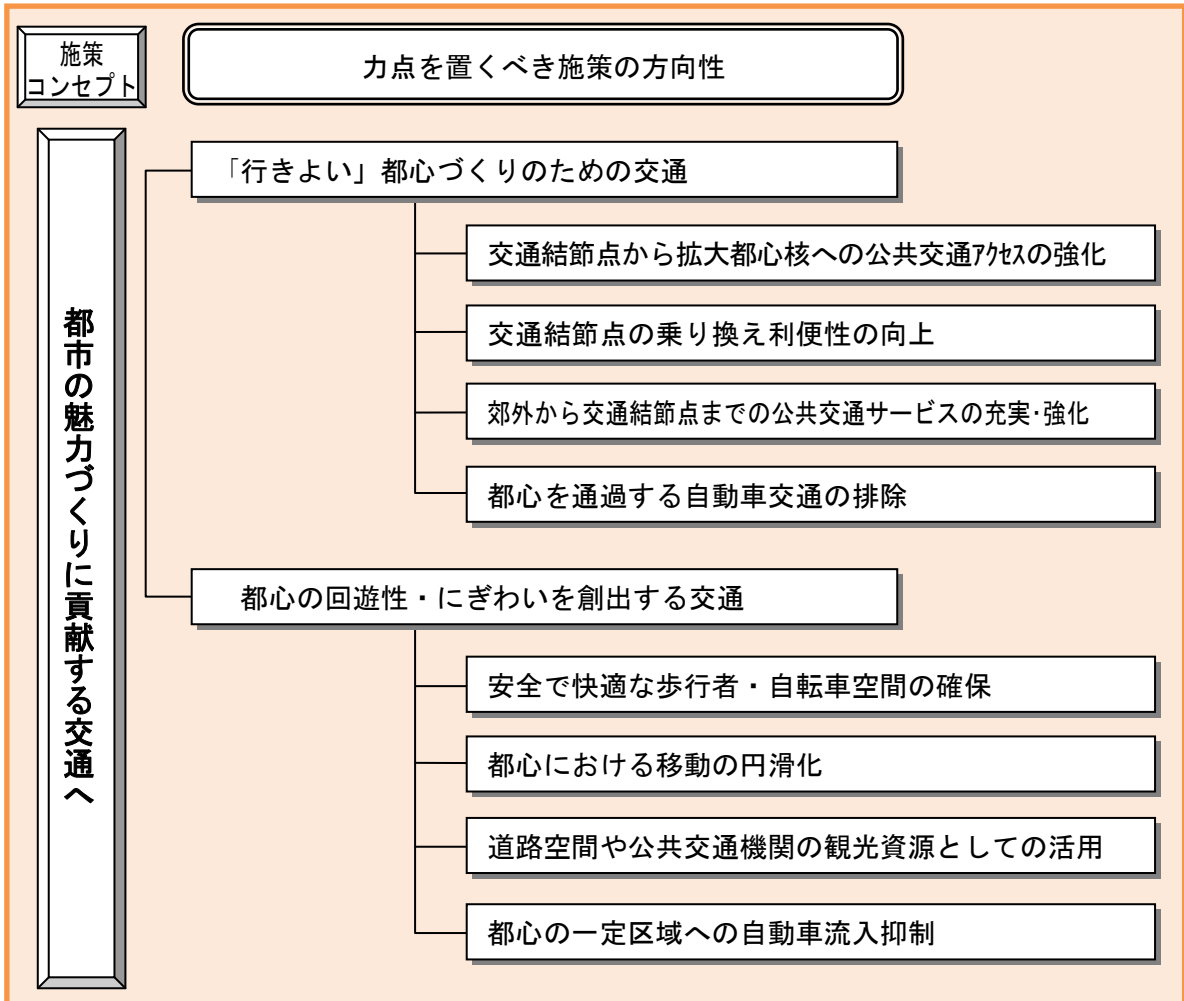 施策
コンセプト
力点を置くべき施策の方向性
都市の魅力づくりに貢献する交通へ
「行きよい」都心づくりのための交通
交通結節点から拡大都心核への公共交通ｱｸｾｽの強化
交通結節点の乗り換え利便性の向上
郊外から交通結節点までの公共交通サービスの充実･強化
都心を通過する自動車交通の排除
都心の回遊性・にぎわいを創出する交通
安全で快適な歩行者・自転車空間の確保
都心における移動の円滑化
道路空間や公共交通機関の観光資源としての活用
都心の一定区域への自動車流入抑制